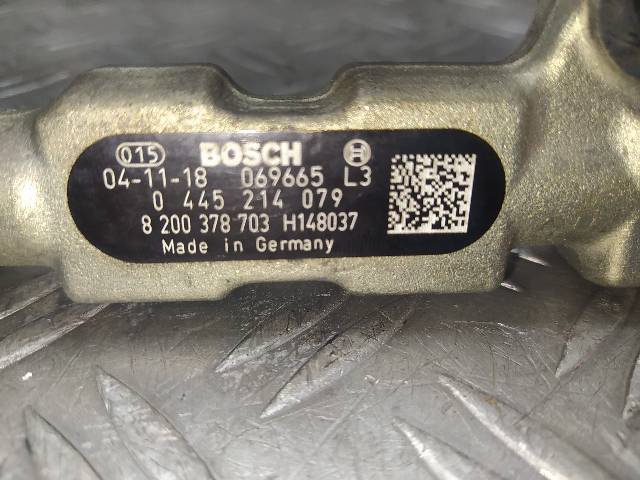 015 BOSCH
04-11-18 069665 L3
0 445 214 079
8 200 378 703 H148037
Made in Germany